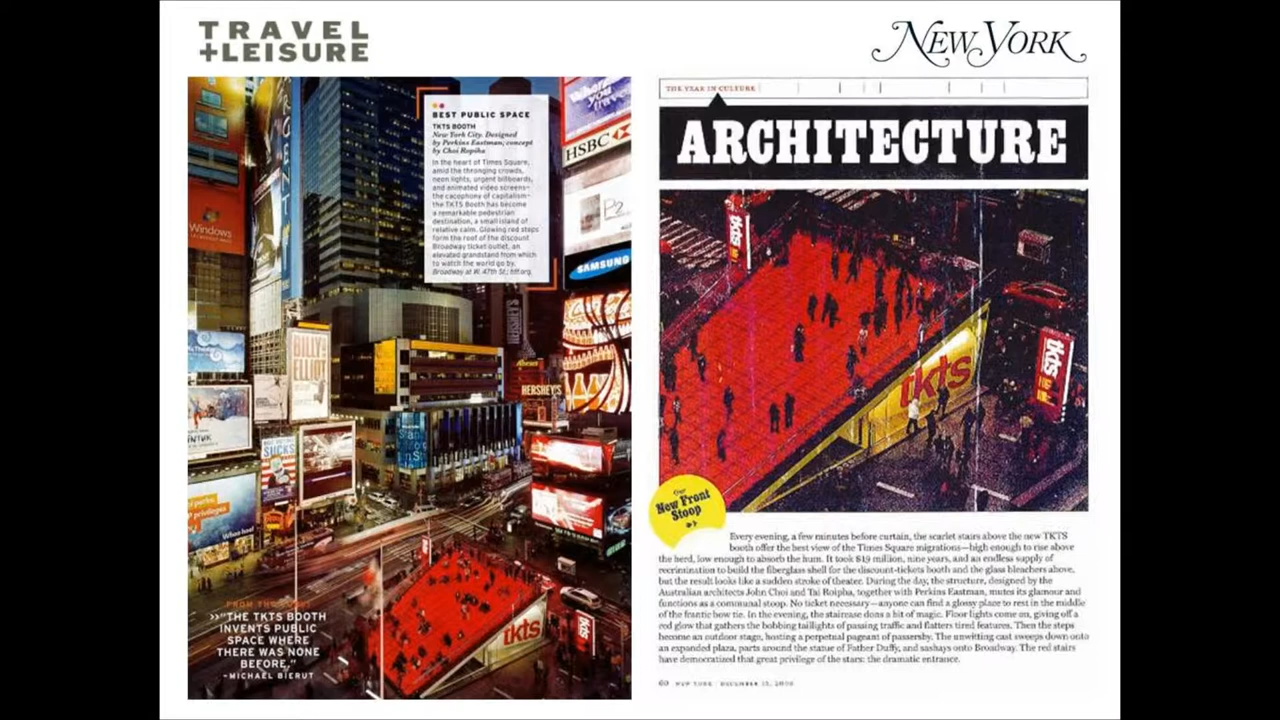 TRAVEL
+LEISURE
NEW YORK
BEST PUBLIC SPACE
TKTS BOOTH
New York City. Designed
by Perkins Eastman; concept
by Choi Ropiha
In the heart of Times Square,
amid the thronging crowds,
neon lights, urgent billboards,
and animated video screens—
the cacophony of capitalism—
the TKTS Booth has become
a remarkable pedestrian
destination, a small island of
relative calm. Glowing red steps
form the roof of the discount
Broadway ticket outlet, an
elevated grandstand from which
to watch the world go by.
Broadway at W. 47th St.; hlf.org.
HSBC
Windows
SAMSUNG
HERSHEY'S
HERSHEY'S
BILLY
ELLIOT
SUCKS
tkts
FROM THE JURY
»"THE TKTS BOOTH
INVENTS PUBLIC
SPACE WHERE
THERE WAS NONE
BEFORE."
–MICHAEL BIERUT
THE YEAR IN CULTURE
ARCHITECTURE
tkts
tkts
tkts
Our
New Front
Stoop
Every evening, a few minutes before curtain, the scarlet stairs above the new TKTS
booth offer the best view of the Times Square migrations—high enough to rise above
the herd, low enough to absorb the hum. It took $19 million, nine years, and an endless supply of
recrimination to build the fiberglass shell for the discount-tickets booth and the glass bleachers above,
but the result looks like a sudden stroke of theater. During the day, the structure, designed by the
Australian architects John Choi and Tai Roipha, together with Perkins Eastman, mutes its glamour and
functions as a communal stoop. No ticket necessary—anyone can find a glossy place to rest in the middle
of the frantic bow tie. In the evening, the staircase dons a bit of magic. Floor lights come on, giving off a
red glow that gathers the bobbing taillights of passing traffic and flatters tired features. Then the steps
become an outdoor stage, hosting a perpetual pageant of passersby. The unwitting cast sweeps down onto
an expanded plaza, parts around the statue of Father Duffy, and sashays onto Broadway. The red stairs
have democratized that great privilege of the stars: the dramatic entrance.
60 NEW YORK | DECEMBER 15, 2008